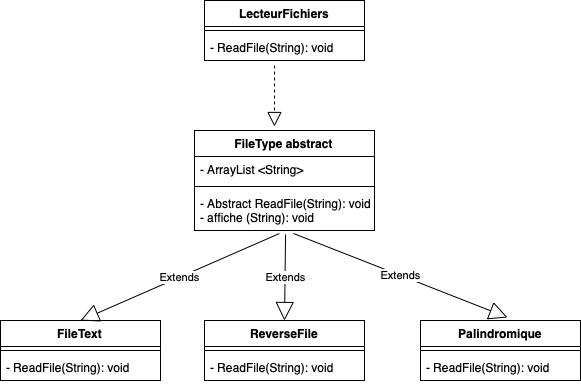 LecteurFichiers
- ReadFile(String): void
FileType abstract
- ArrayList <String>
- Abstract ReadFile(String): void
- affiche (String): void
Extends
Extends
Extends
FileText
- ReadFile(String): void
ReverseFile
- ReadFile(String): void
Palindromique
- ReadFile(String): void